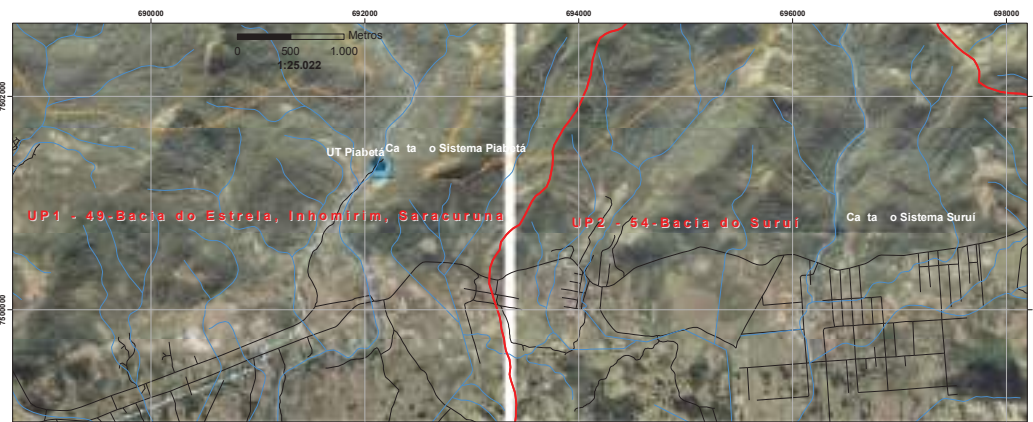 690000
692000
694000
696000
698000
Metros
0 500 1.000
1:25.022
7502000
UT Piabetá
Ca ta o Sistema Piabetá
UP1 - 49-Bacia do Estrela, Inhomirim, Saracuruna
UP2 - 54-Bacia do Suruí
Ca ta o Sistema Suruí
7500000